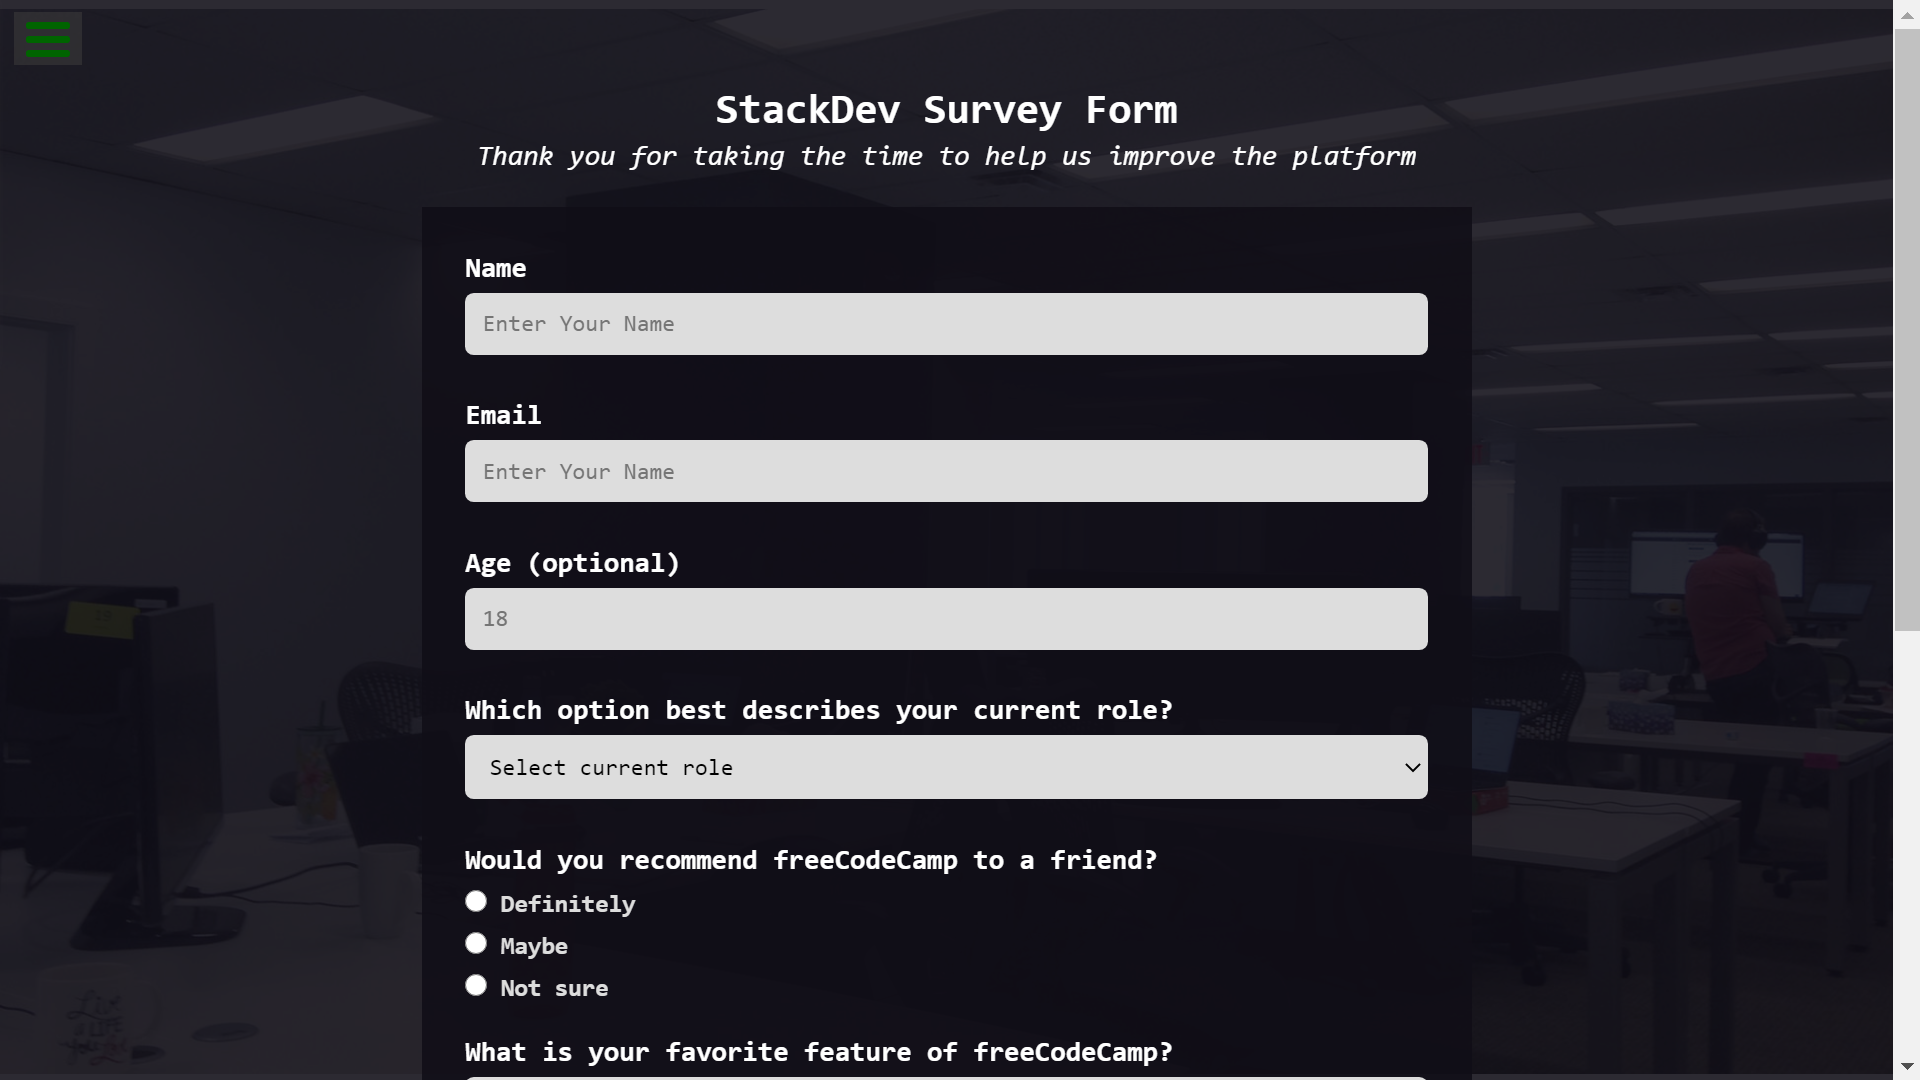 StackDev Survey Form
Thank you for taking the time to help us improve the platform
Name
Enter Your Name
Email
Enter Your Name
Age (optional)
18
Which option best describes your current role?
Select current role
Would you recommend freeCodeCamp to a friend?
Definitely
Maybe
Not sure
What is your favorite feature of freeCodeCamp?